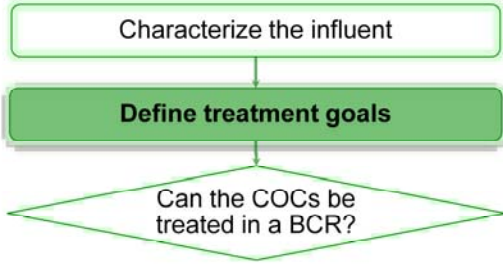 Characterize the influent
Define treatment goals
Can the COCs be
treated in a BCR?